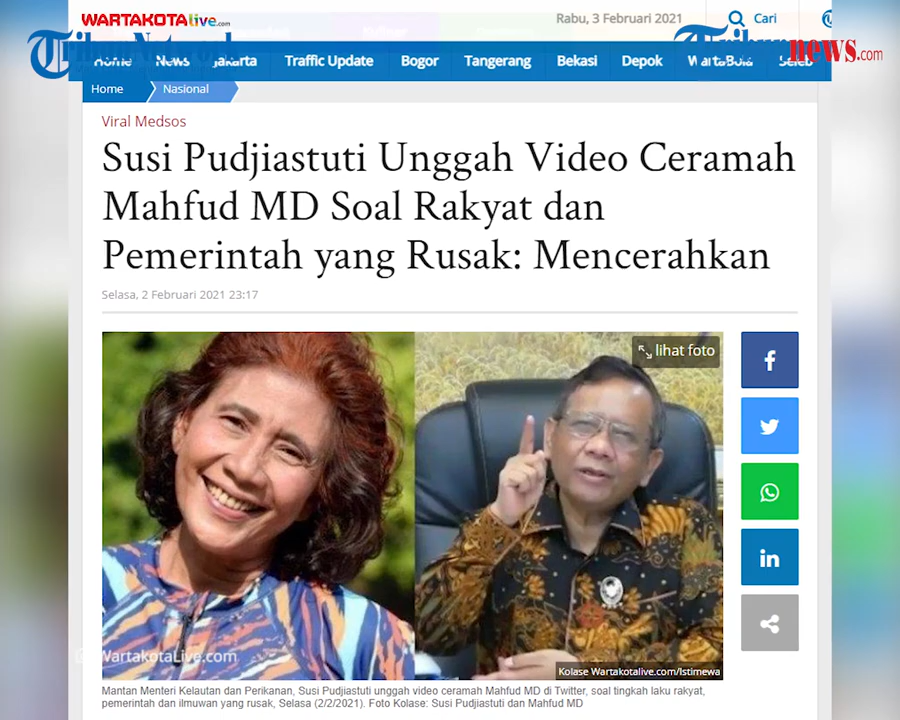 WARTAKOTAlive.com
Rabu, 3 Februari 2021
Cari
Tribun Network
Tribunnews.com
Home News Jakarta Traffic Update Bogor Tangerang Bekasi Depok WartaBola Seleb
Home Nasional
Viral Medsos
Susi Pudjiastuti Unggah Video Ceramah
Mahfud MD Soal Rakyat dan
Pemerintah yang Rusak: Mencerahkan
Selasa, 2 Februari 2021 23:17
lihat foto
WartakotaLive.com
Kolase Wartakotalive.com/Istimewa
Mantan Menteri Kelautan dan Perikanan, Susi Pudjiastuti unggah video ceramah Mahfud MD di Twitter, soal tingkah laku rakyat,
pemerintah dan ilmuwan yang rusak, Selasa (2/2/2021). Foto Kolase: Susi Pudjiastuti dan Mahfud MD